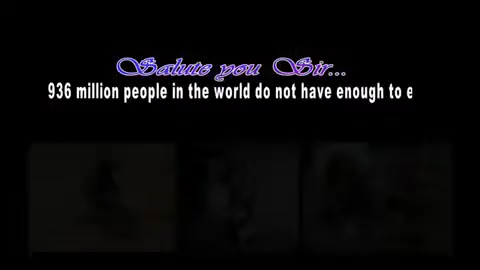 Salute you Sir...
936 million people in the world do not have enough to e